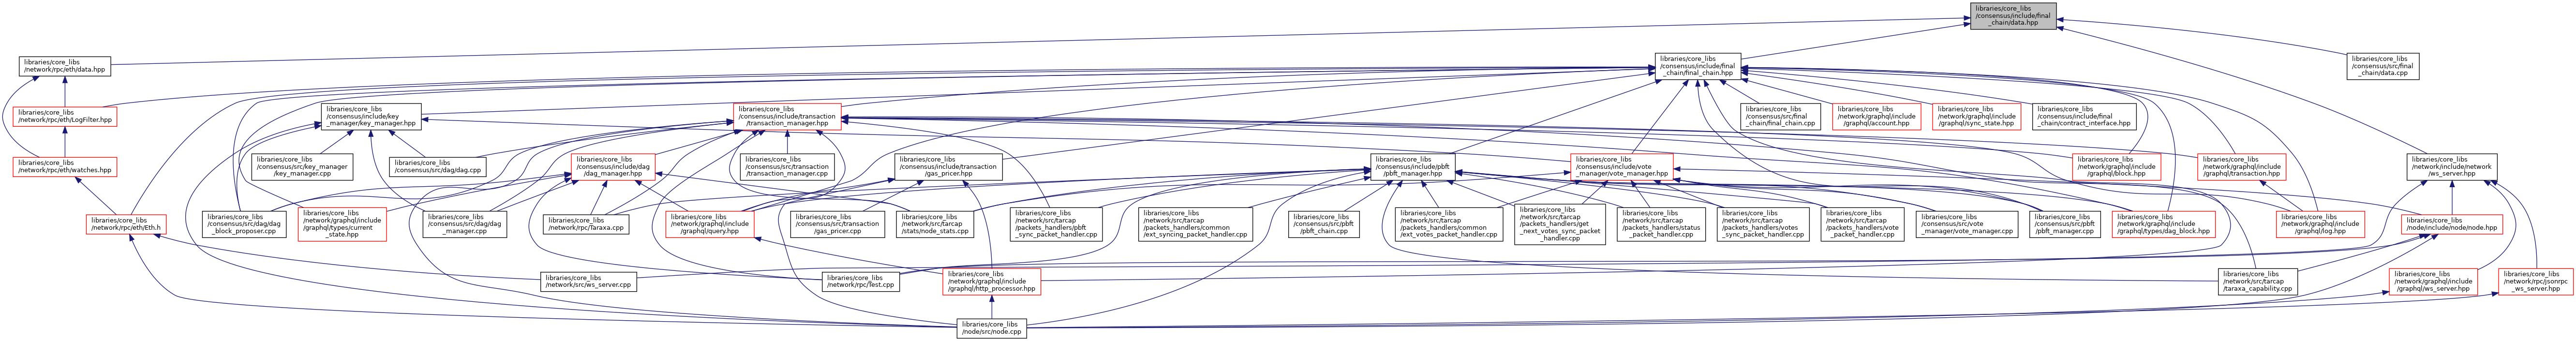 libraries/core_libs
/consensus/include/final
_chain/data.hpp
libraries/core_libs
/network/rpc/eth/data.hpp
libraries/core_libs
/consensus/include/final
_chain/final_chain.hpp
libraries/core_libs
/consensus/src/final
_chain/data.cpp
libraries/core_libs
/network/rpc/eth/LogFilter.hpp
libraries/core_libs
/consensus/include/key
_manager/key_manager.hpp
libraries/core_libs
/consensus/include/transaction
/transaction_manager.hpp
libraries/core_libs
/consensus/src/final
_chain/final_chain.cpp
libraries/core_libs
/network/graphql/include
/graphql/account.hpp
libraries/core_libs
/network/graphql/include
/graphql/sync_state.hpp
libraries/core_libs
/consensus/include/final
_chain/contract_interface.hpp
libraries/core_libs
/network/rpc/eth/watches.hpp
libraries/core_libs
/consensus/src/key_manager
/key_manager.cpp
libraries/core_libs
/consensus/src/dag/dag.cpp
libraries/core_libs
/consensus/include/dag
/dag_manager.hpp
libraries/core_libs
/consensus/src/transaction
/transaction_manager.cpp
libraries/core_libs
/consensus/include/transaction
/gas_pricer.hpp
libraries/core_libs
/consensus/include/pbft
/pbft_manager.hpp
libraries/core_libs
/consensus/include/vote
_manager/vote_manager.hpp
libraries/core_libs
/network/graphql/include
/graphql/block.hpp
libraries/core_libs
/network/graphql/include
/graphql/transaction.hpp
libraries/core_libs
/network/include/network
/ws_server.hpp
libraries/core_libs
/network/rpc/eth/Eth.h
libraries/core_libs
/consensus/src/dag/dag
_block_proposer.cpp
libraries/core_libs
/network/graphql/include
/graphql/types/current
_state.hpp
libraries/core_libs
/consensus/src/dag/dag
_manager.cpp
libraries/core_libs
/network/rpc/Taraxa.cpp
libraries/core_libs
/network/graphql/include
/graphql/query.hpp
libraries/core_libs
/consensus/src/transaction
/gas_pricer.cpp
libraries/core_libs
/network/src/tarcap
/stats/node_stats.cpp
libraries/core_libs
/network/src/tarcap
/packets_handlers/pbft
_sync_packet_handler.cpp
libraries/core_libs
/network/src/tarcap
/packets_handlers/common
/ext_syncing_packet_handler.cpp
libraries/core_libs
/consensus/src/pbft
/pbft_chain.cpp
libraries/core_libs
/network/src/tarcap
/packets_handlers/common
/ext_votes_packet_handler.cpp
libraries/core_libs
/network/src/tarcap
/packets_handlers/get
_next_votes_sync_packet
_handler.cpp
libraries/core_libs
/network/src/tarcap
/packets_handlers/status
_packet_handler.cpp
libraries/core_libs
/network/src/tarcap
/packets_handlers/votes
_sync_packet_handler.cpp
libraries/core_libs
/network/src/tarcap
/packets_handlers/vote
_packet_handler.cpp
libraries/core_libs
/consensus/src/vote
_manager/vote_manager.cpp
libraries/core_libs
/consensus/src/pbft
/pbft_manager.cpp
libraries/core_libs
/network/graphql/include
/graphql/types/dag_block.hpp
libraries/core_libs
/network/graphql/include
/graphql/log.hpp
libraries/core_libs
/node/include/node/node.hpp
libraries/core_libs
/network/src/ws_server.cpp
libraries/core_libs
/network/rpc/Test.cpp
libraries/core_libs
/network/graphql/include
/graphql/http_processor.hpp
libraries/core_libs
/network/src/tarcap
/taraxa_capability.cpp
libraries/core_libs
/network/graphql/include
/graphql/ws_server.hpp
libraries/core_libs
/network/rpc/jsonrpc
_ws_server.hpp
libraries/core_libs
/node/src/node.cpp